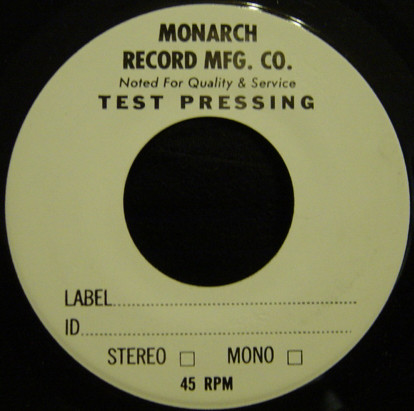 MONARCH
RECORD MFG. CO.
Noted For Quality & Service
TEST PRESSING
LABEL
ID
STEREO □ MONO □
45 RPM